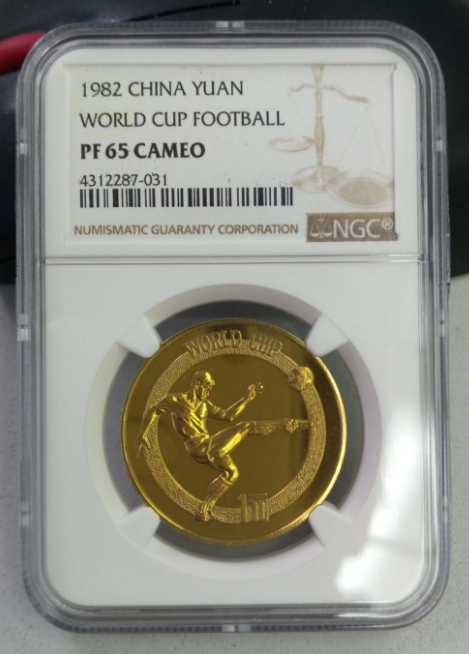 1982 CHINA YUAN
WORLD CUP FOOTBALL
PF 65 CAMEO
4312287-031
NUMISMATIC GUARANTY CORPORATION
NGC®
WORLD CUP
1元